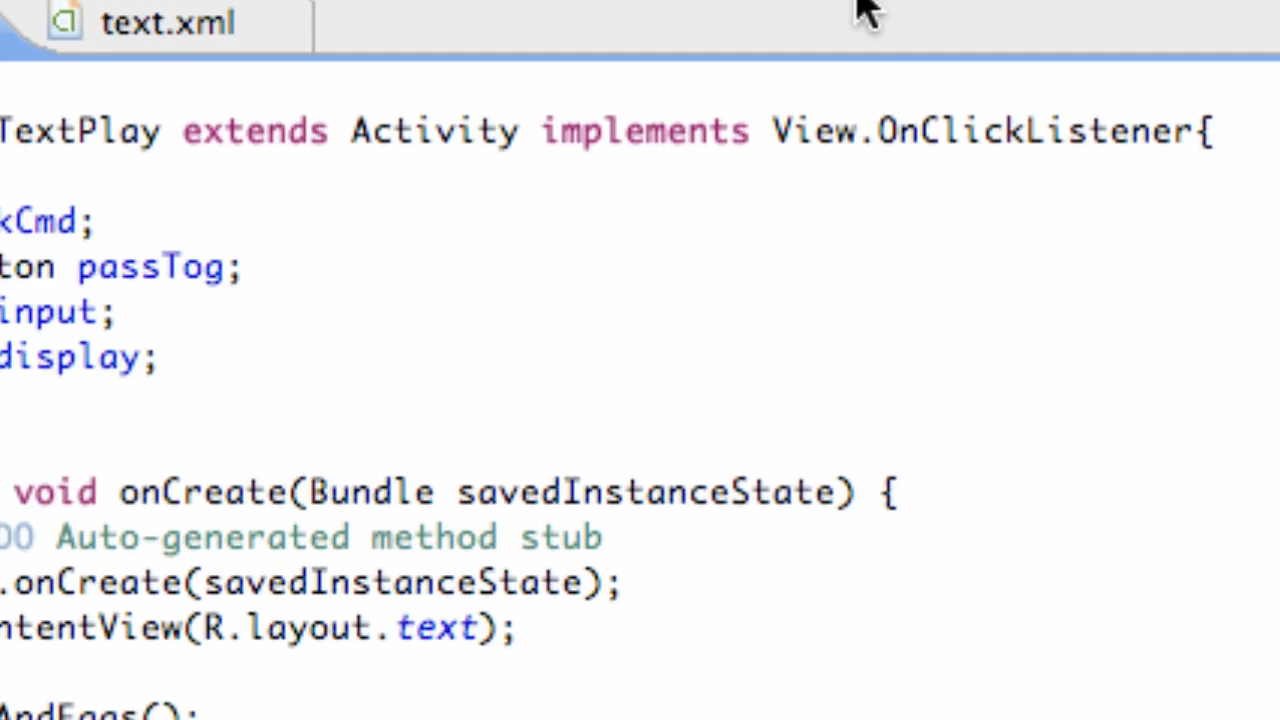 text.xml
TextPlay extends Activity implements View.OnClickListener{
kCmd;
ton passTog;
input;
display;
void onCreate(Bundle savedInstanceState) {
DO Auto-generated method stub
.onCreate(savedInstanceState);
ntentView(R.layout.text);
AndEggs();